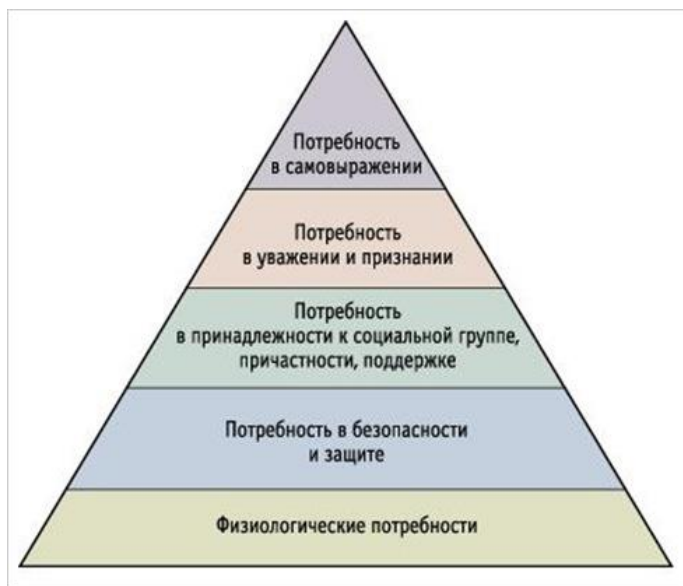 Потребность
в самовыражении
Потребность
в уважении и признании
Потребность
в принадлежности к социальной группе,
причастности, поддержке
Потребность в безопасности
и защите
Физиологические потребности